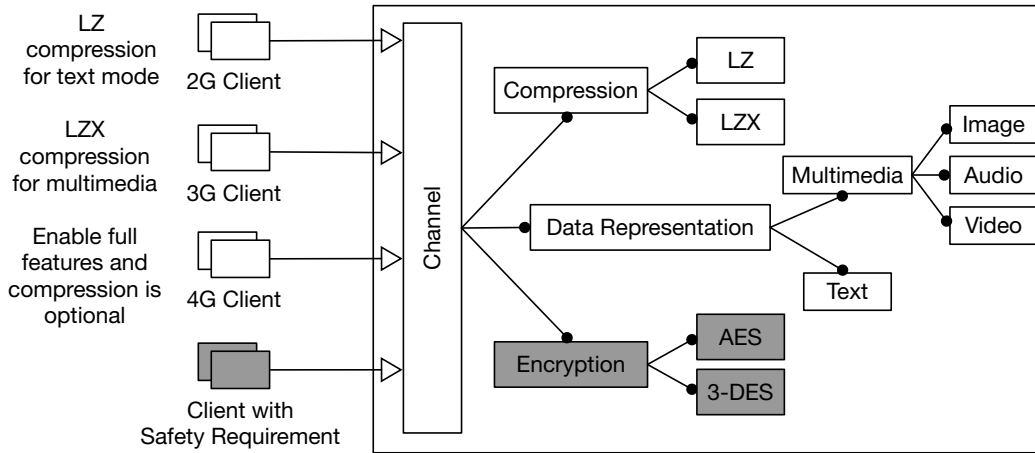 LZ
compression
for text mode
2G Client
LZX
compression
for multimedia
3G Client
Enable full
features and
compression is
optional
4G Client
Client with
Safety Requirement
Channel
Compression
LZ
LZX
Data Representation
Multimedia
Image
Audio
Video
Text
Encryption
AES
3-DES